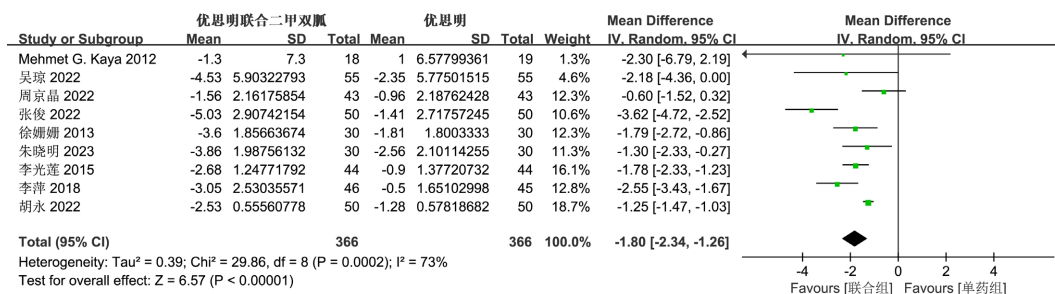 优思明联合二甲双胍 优思明 Mean Difference Mean Difference
Study or Subgroup Mean SD Total Mean SD Total Weight IV. Random. 95% CI IV. Random. 95% CI
Mehmet G. Kaya 2012 -1.3 7.3 18 1 6.57799361 19 1.4% -2.30 [-6.79, 2.19]
吴琼 2022 -4.53 5.90322793 55 -2.35 5.77501515 55 4.6% -2.18 [-4.36, 0.00]
周京晶 2022 -1.56 2.16175854 43 -0.96 2.18762428 43 12.3% -0.60 [-1.52, 0.32]
张俊 2022 -5.03 2.90742154 50 -1.41 2.71757245 50 10.5% -3.62 [-4.72, -2.52]
徐姗姗 2013 -3.6 1.85663674 30 -1.81 1.8003333 30 12.1% -1.79 [-2.72, -0.86]
朱晓明 2023 -3.86 1.98756132 30 -2.56 2.10114255 30 11.2% -1.30 [-2.33, -0.27]
李光莲 2015 -2.68 1.24771792 44 -0.9 1.37720732 44 16.1% -1.78 [-2.33, -1.23]
李萍 2018 -3.05 2.53035571 46 -0.5 1.65102998 45 12.6% -2.55 [-3.43, -1.67]
胡永 2022 -2.53 0.55560778 50 -1.28 0.57818682 50 18.7% -1.25 [-1.47, -1.03]
Total (95% CI) 366 366 100.0% -1.80 [-2.34, -1.26]
Heterogeneity: Tau² = 0.39; Chi² = 29.86, df = 8 (P = 0.0002); I² = 73%
Test for overall effect: Z = 6.57 (P < 0.00001)
-4 -2 0 2 4
Favours [联合组] Favours [单药组]